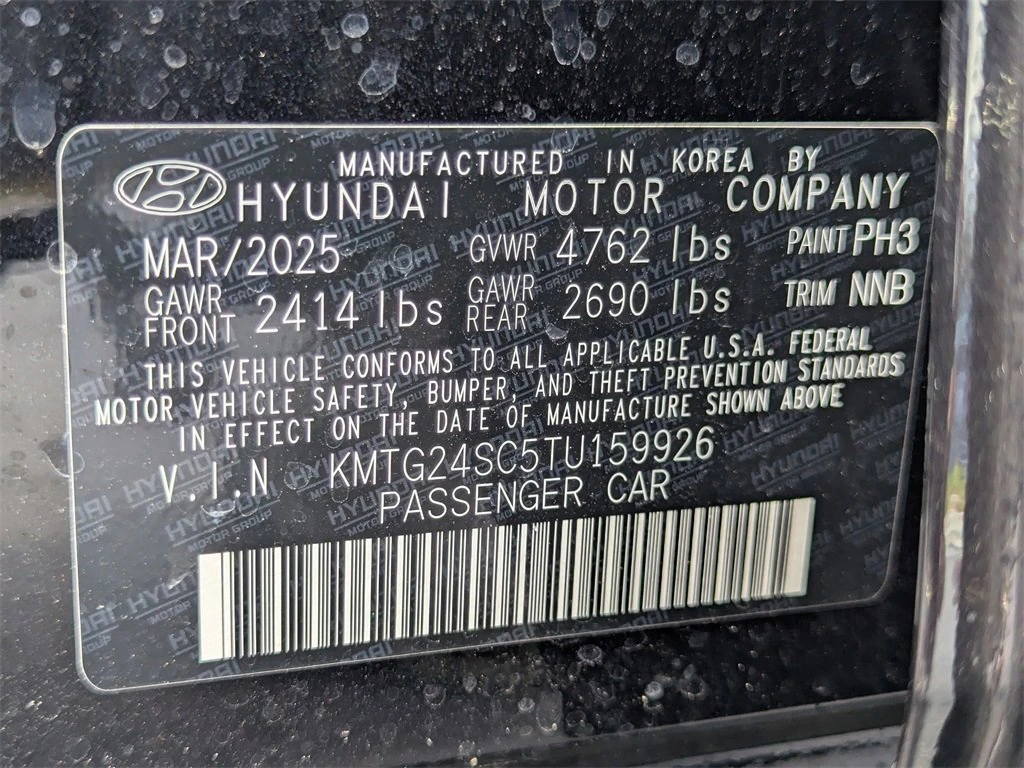 MANUFACTURED IN KOREA BY
HYUNDAI MOTOR COMPANY
MAR/2025 GVWR 4762 lbs PAINT PH3
GAWR FRONT 2414 lbs GAWR REAR 2690 lbs TRIM NNB
THIS VEHICLE CONFORMS TO ALL APPLICABLE U.S.A. FEDERAL
MOTOR VEHICLE SAFETY, BUMPER, AND THEFT PREVENTION STANDARDS
IN EFFECT ON THE DATE OF MANUFACTURE SHOWN ABOVE
V.I.N KMTG24SC5TU159926
PASSENGER CAR